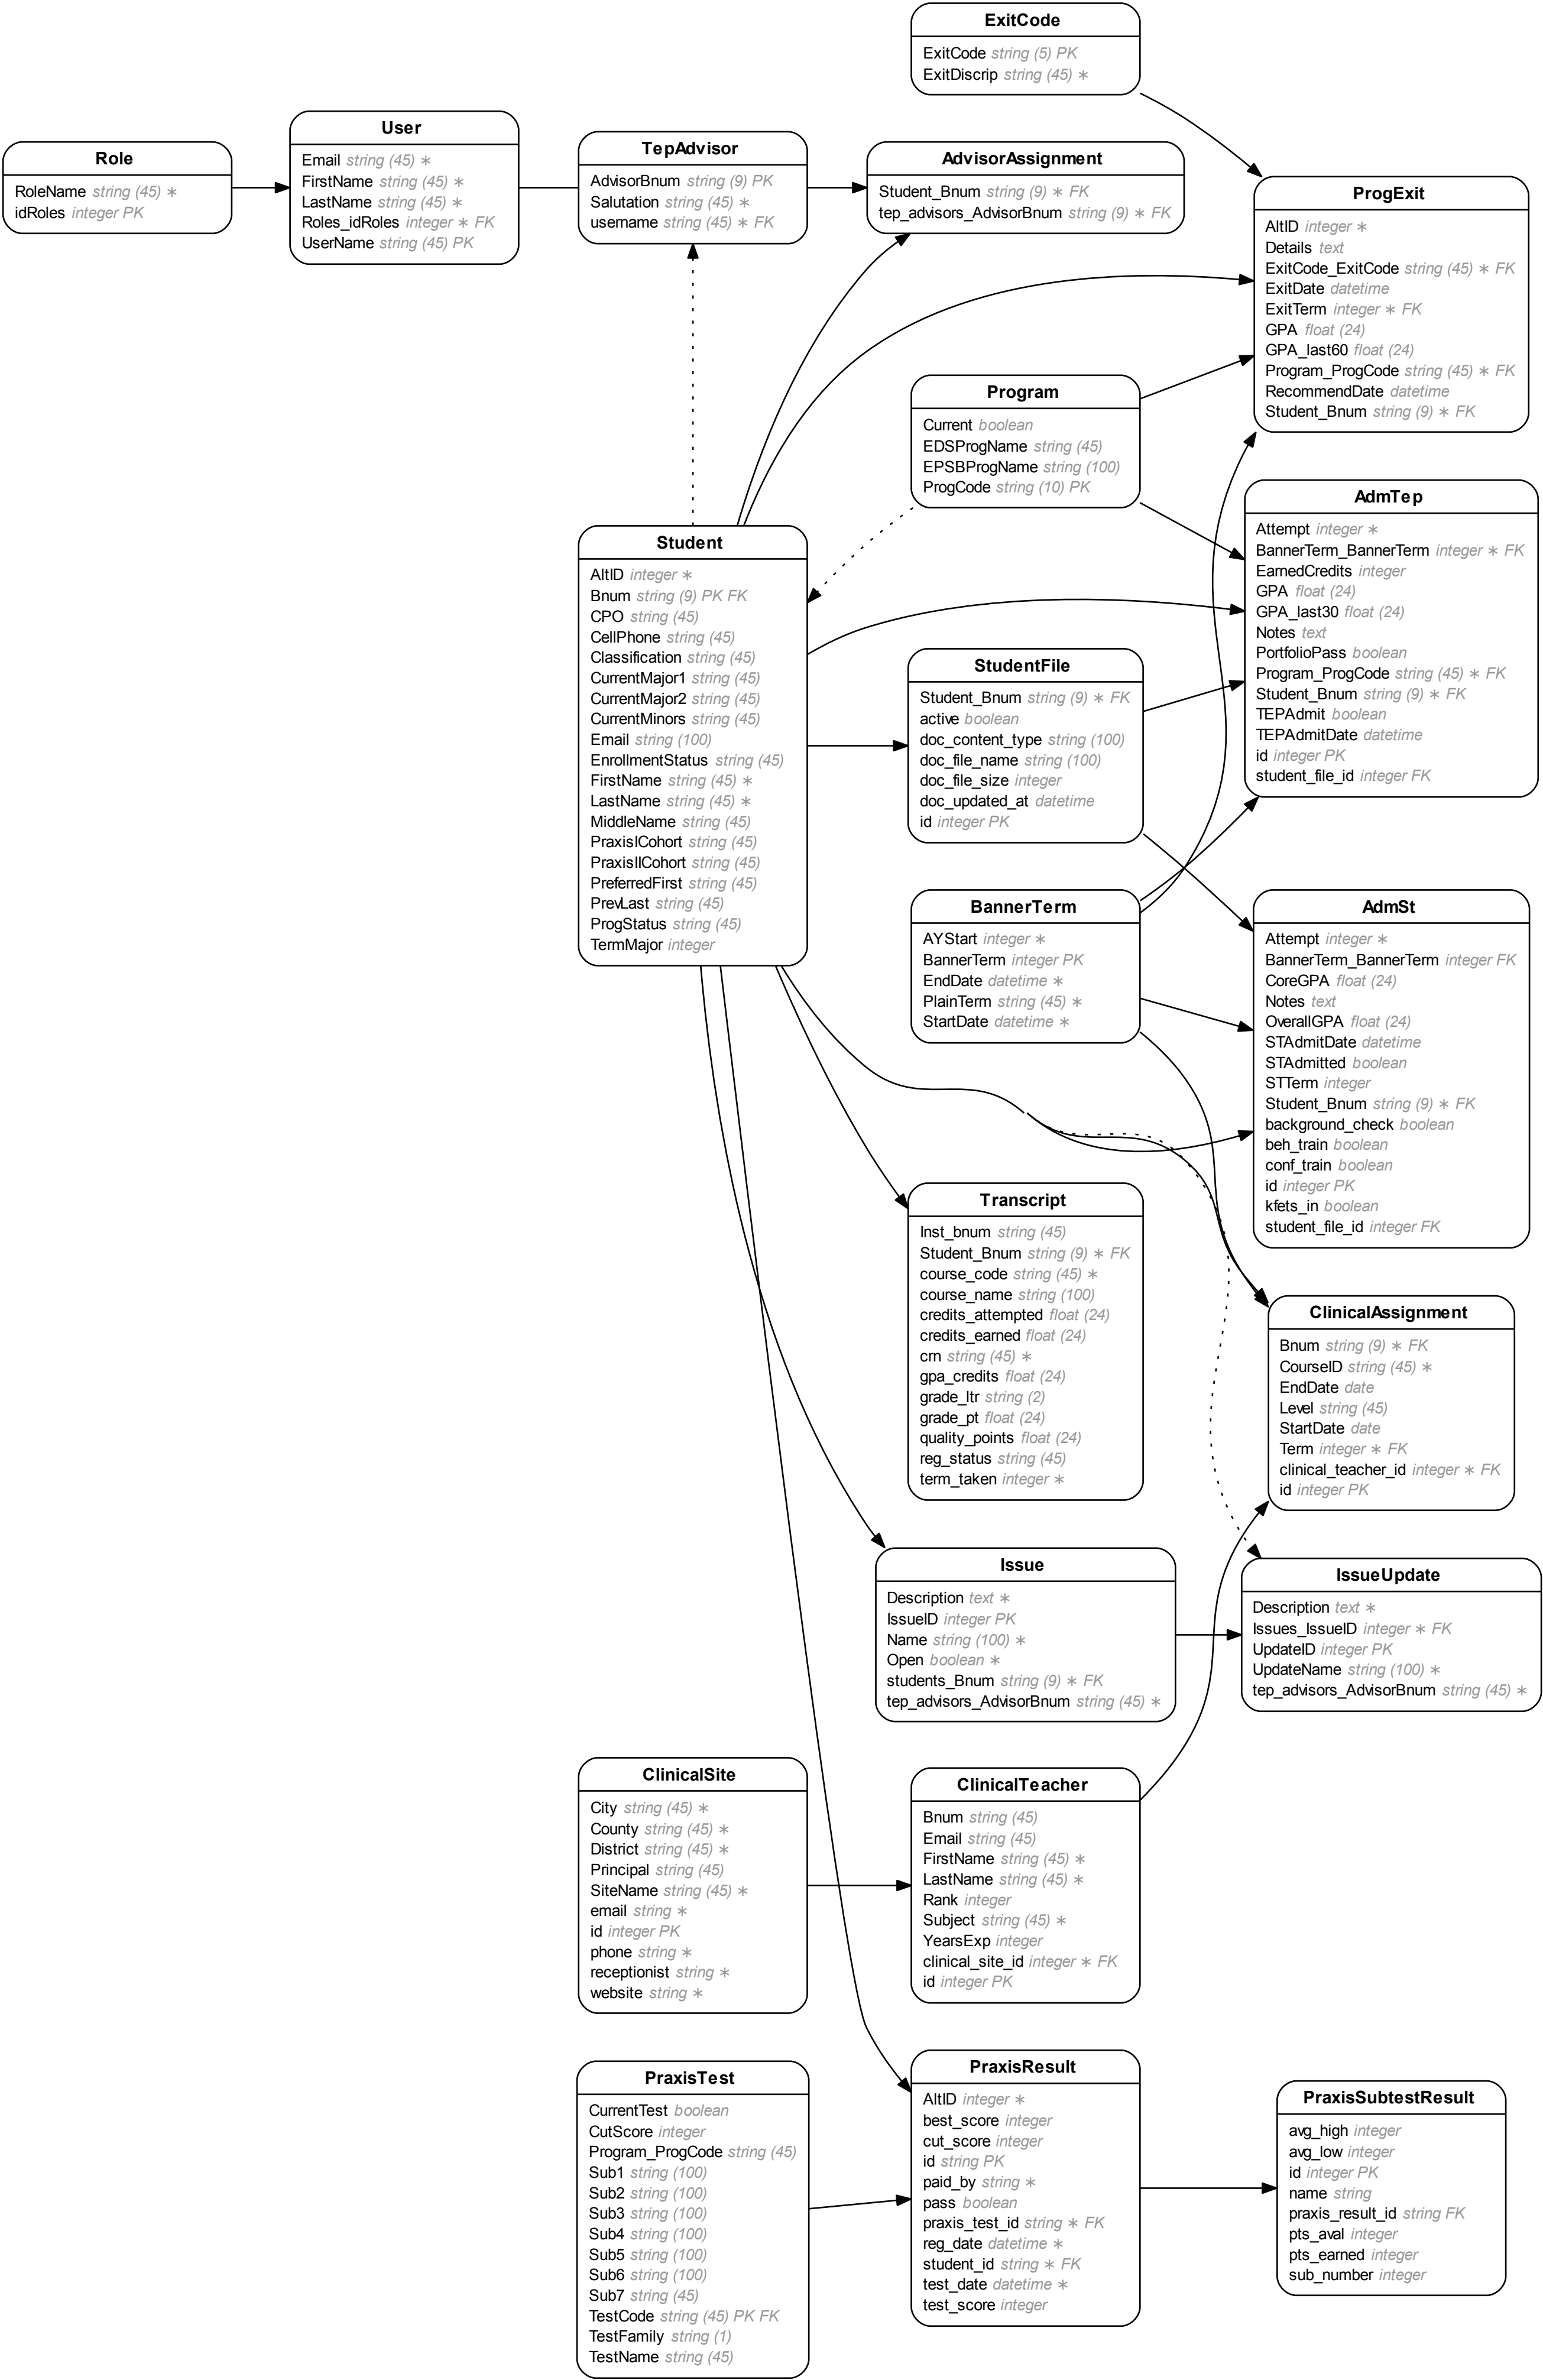 ExitCode
ExitCode string (5) PK
ExitDiscrip string (45) ∗
Role
RoleName string (45) ∗
idRoles integer PK
User
Email string (45) ∗
FirstName string (45) ∗
LastName string (45) ∗
Roles_idRoles integer ∗ FK
UserName string (45) PK
TepAdvisor
AdvisorBnum string (9) PK
Salutation string (45) ∗
username string (45) ∗ FK
AdvisorAssignment
Student_Bnum string (9) ∗ FK
tep_advisors_AdvisorBnum string (9) ∗ FK
ProgExit
AltID integer ∗
Details text
ExitCode_ExitCode string (45) ∗ FK
ExitDate datetime
ExitTerm integer ∗ FK
GPA float (24)
GPA_last60 float (24)
Program_ProgCode string (45) ∗ FK
RecommendDate datetime
Student_Bnum string (9) ∗ FK
Program
Current boolean
EDSProgName string (45)
EPSBProgName string (100)
ProgCode string (10) PK
AdmTep
Attempt integer ∗
BannerTerm_BannerTerm integer ∗ FK
EarnedCredits integer
GPA float (24)
GPA_last30 float (24)
Notes text
PortfolioPass boolean
Program_ProgCode string (45) ∗ FK
Student_Bnum string (9) ∗ FK
TEPAdmit boolean
TEPAdmitDate datetime
id integer PK
student_file_id integer FK
Student
AltID integer ∗
Bnum string (9) PK FK
CPO string (45)
CellPhone string (45)
Classification string (45)
CurrentMajor1 string (45)
CurrentMajor2 string (45)
CurrentMinors string (45)
Email string (100)
EnrollmentStatus string (45)
FirstName string (45) ∗
LastName string (45) ∗
MiddleName string (45)
PraxisICohort string (45)
PraxisIICohort string (45)
PreferredFirst string (45)
PrevLast string (45)
ProgStatus string (45)
TermMajor integer
StudentFile
Student_Bnum string (9) ∗ FK
active boolean
doc_content_type string (100)
doc_file_name string (100)
doc_file_size integer
doc_updated_at datetime
id integer PK
BannerTerm
AYStart integer ∗
BannerTerm integer PK
EndDate datetime ∗
PlainTerm string (45) ∗
StartDate datetime ∗
AdmSt
Attempt integer ∗
BannerTerm_BannerTerm integer FK
CoreGPA float (24)
Notes text
OverallGPA float (24)
STAdmitDate datetime
STAdmitted boolean
STTerm integer
Student_Bnum string (9) ∗ FK
background_check boolean
beh_train boolean
conf_train boolean
id integer PK
kfets_in boolean
student_file_id integer FK
Transcript
Inst_bnum string (45)
Student_Bnum string (9) ∗ FK
course_code string (45) ∗
course_name string (100)
credits_attempted float (24)
credits_earned float (24)
crn string (45) ∗
gpa_credits float (24)
grade_ltr string (2)
grade_pt float (24)
quality_points float (24)
reg_status string (45)
term_taken integer ∗
ClinicalAssignment
Bnum string (9) ∗ FK
CourseID string (45) ∗
EndDate date
Level string (45)
StartDate date
Term integer ∗ FK
clinical_teacher_id integer ∗ FK
id integer PK
Issue
Description text ∗
IssueID integer PK
Name string (100) ∗
Open boolean ∗
students_Bnum string (9) ∗ FK
tep_advisors_AdvisorBnum string (45) ∗
IssueUpdate
Description text ∗
Issues_IssueID integer ∗ FK
UpdateID integer PK
UpdateName string (100) ∗
tep_advisors_AdvisorBnum string (45) ∗
ClinicalSite
City string (45) ∗
County string (45) ∗
District string (45) ∗
Principal string (45)
SiteName string (45) ∗
email string ∗
id integer PK
phone string ∗
receptionist string ∗
website string ∗
ClinicalTeacher
Bnum string (45)
Email string (45)
FirstName string (45) ∗
LastName string (45) ∗
Rank integer
Subject string (45) ∗
YearsExp integer
clinical_site_id integer ∗ FK
id integer PK
PraxisTest
CurrentTest boolean
CutScore integer
Program_ProgCode string (45)
Sub1 string (100)
Sub2 string (100)
Sub3 string (100)
Sub4 string (100)
Sub5 string (100)
Sub6 string (100)
Sub7 string (45)
TestCode string (45) PK FK
TestFamily string (1)
TestName string (45)
PraxisResult
AltID integer ∗
best_score integer
cut_score integer
id string PK
paid_by string ∗
pass boolean
praxis_test_id string ∗ FK
reg_date datetime ∗
student_id string ∗ FK
test_date datetime ∗
test_score integer
PraxisSubtestResult
avg_high integer
avg_low integer
id integer PK
name string
praxis_result_id string FK
pts_aval integer
pts_earned integer
sub_number integer